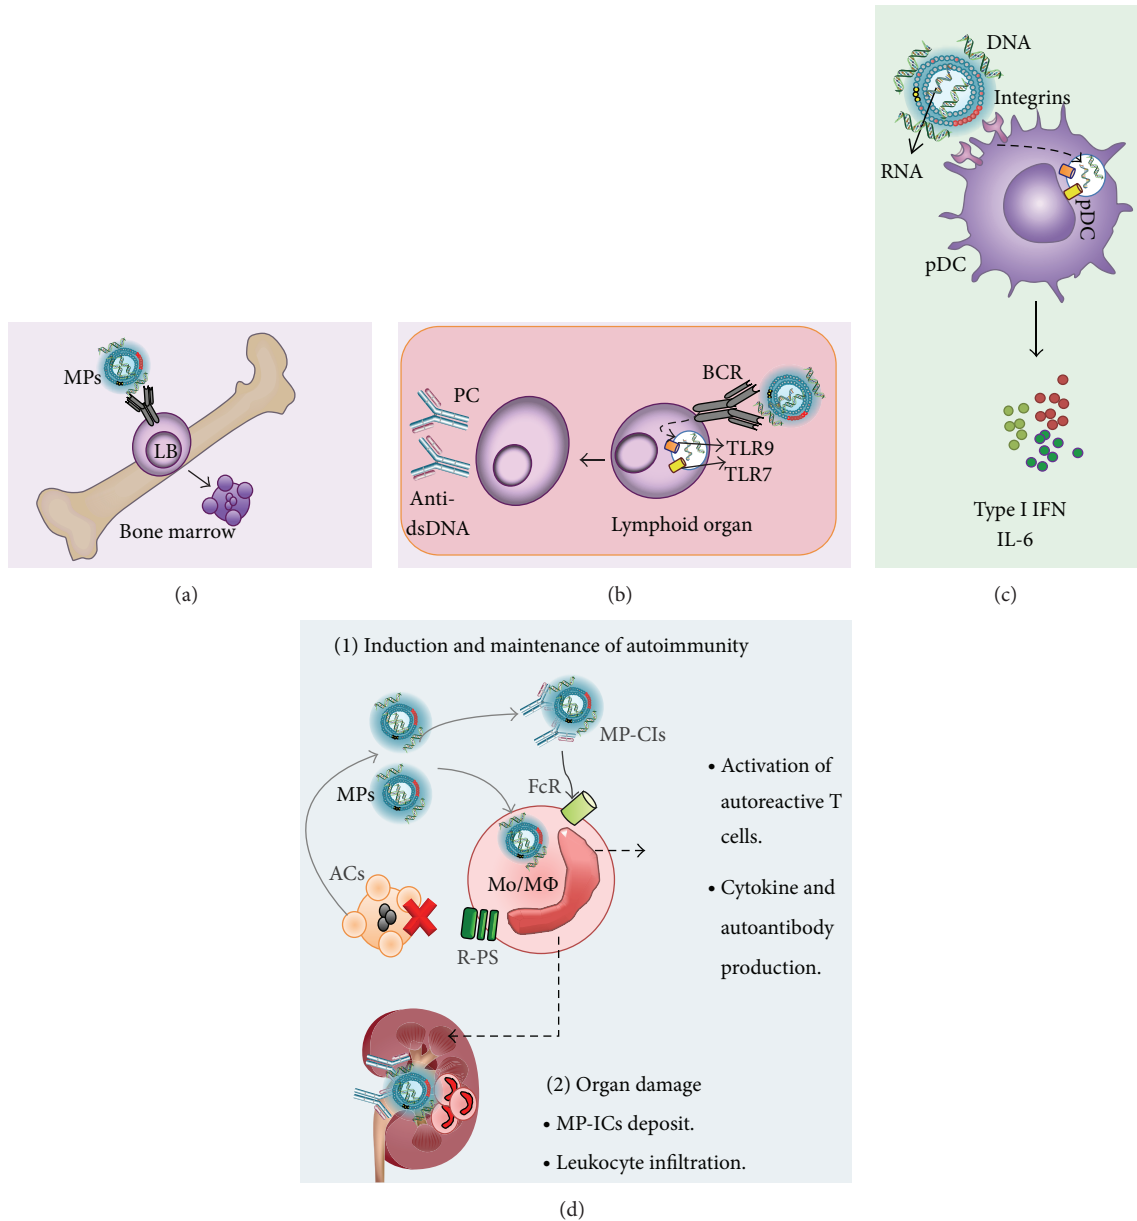 MPs
LB
Bone marrow
(a)
PC
BCR
TLR9
TLR7
Anti-
dsDNA
Lymphoid organ
(b)
DNA
Integrins
RNA
pDC
pDC
Type I IFN
IL-6
(c)
(1) Induction and maintenance of autoimmunity
MP-CIs
MPs
FcR
ACs
Mo/MΦ
R-PS
• Activation of
autoreactive T
cells.
• Cytokine and
autoantibody
production.
(2) Organ damage
• MP-ICs deposit.
• Leukocyte infiltration.
(d)